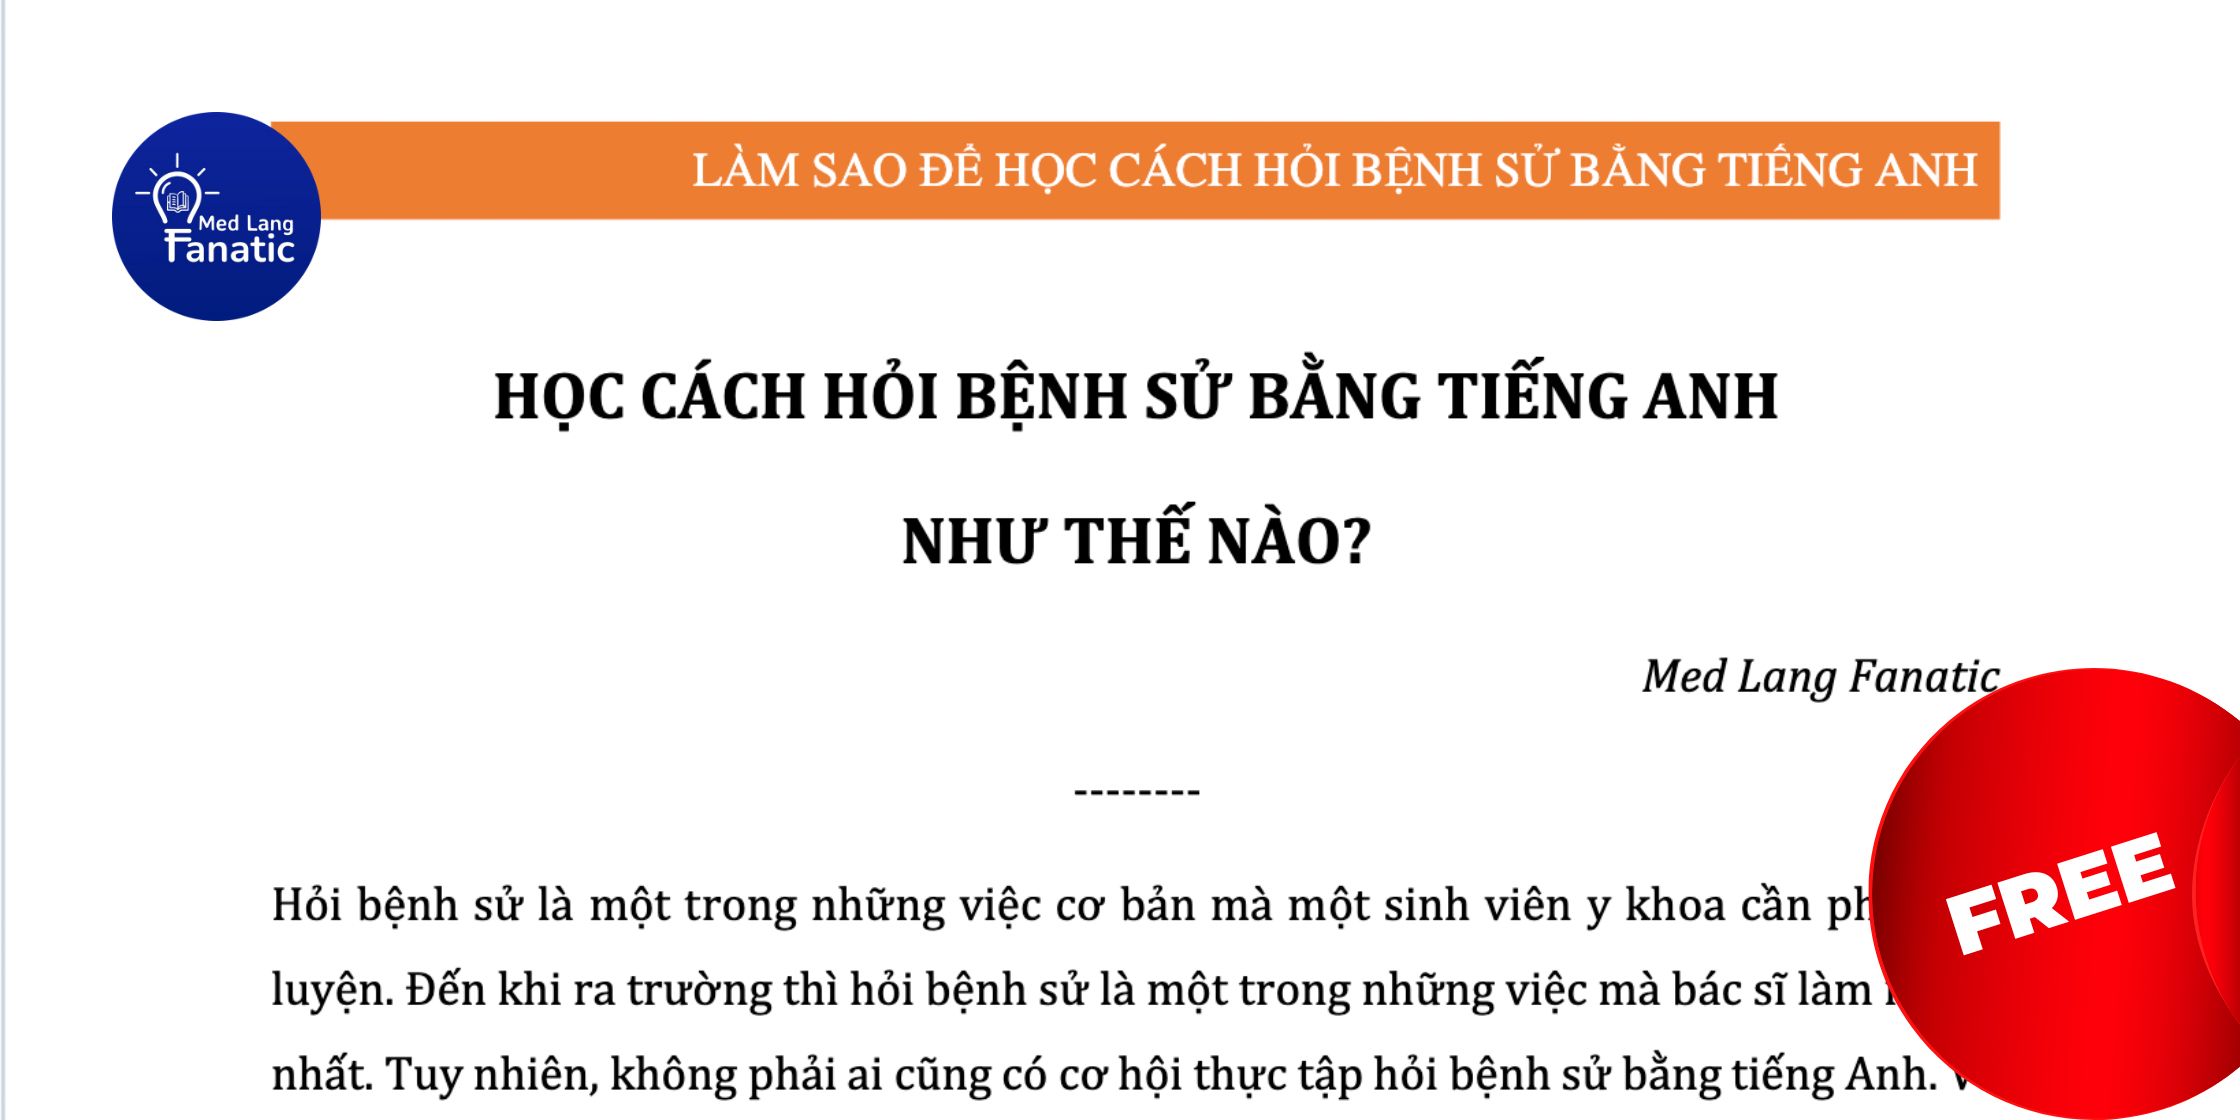 Med Lang
Fanatic
LÀM SAO ĐỂ HỌC CÁCH HỎI BỆNH SỬ BẰNG TIẾNG ANH
HỌC CÁCH HỎI BỆNH SỬ BẰNG TIẾNG ANH
NHƯ THẾ NÀO?
Med Lang Fanatic
--------
Hỏi bệnh sử là một trong những việc cơ bản mà một sinh viên y khoa cần
luyện. Đến khi ra trường thì hỏi bệnh sử là một trong những việc mà bác sĩ làm
nhất. Tuy nhiên, không phải ai cũng có cơ hội thực tập hỏi bệnh sử bằng tiếng Anh.
FREE